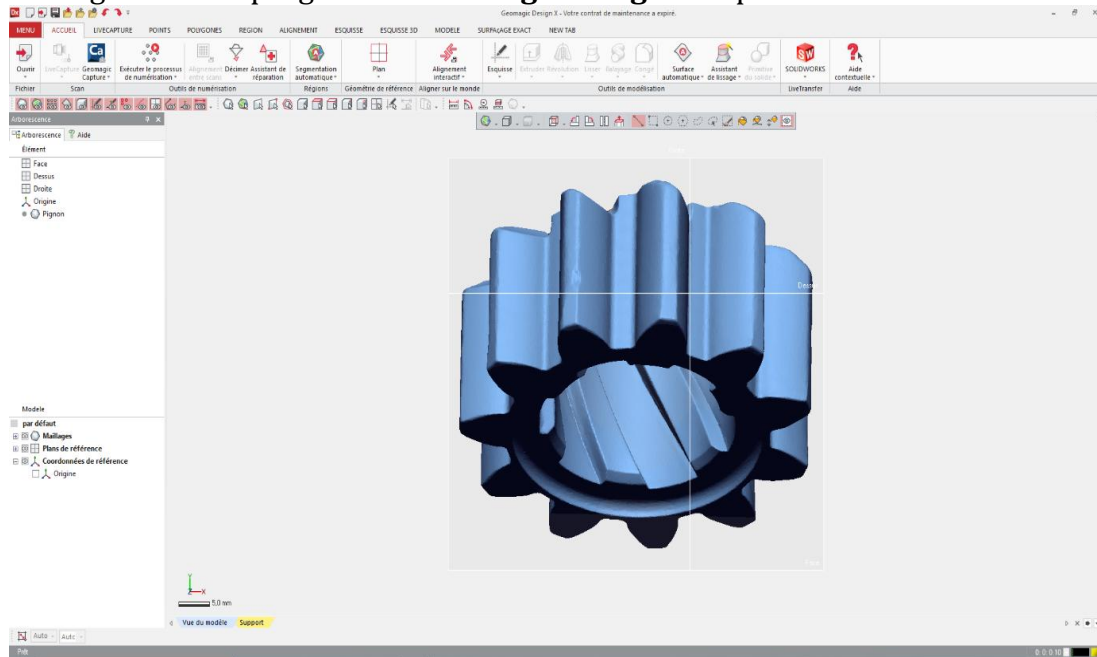 Geomagic Design X - Votre contrat de maintenance a expiré.
MENU ACCUEIL LIVECAPTURE POINTS POLYGONES REGION ALIGNEMENT ESQUISSE ESQUISSE 3D MODELE SURFAÇAGE EXACT NEW TAB
Ouvrir LiveCapture Geomagic Capture Exécuter le processus de numérisation Alignement entre scans Décimer Assistant de réparation Segmentation automatique Plan Alignement interactif Esquisse Extruder Révolution Lisser Balayage Congé Surface automatique Assistant de lissage Primitive du solide SOLIDWORKS Aide contextuelle
Fichier Scan Outils de numérisation Régions Géométrie de référence Aligner sur le monde Outils de modélisation LiveTransfer Aide
Arborescence
Arborescence Aide
Élément
Face
Dessus
Droite
Origine
Pignon
Dessus
Modele
par défaut
Maillages
Plans de référence
Coordonnées de référence
Origine
Face
Y
Z X
5.0 mm
Vue du modèle Support
Auto Auto
Prêt
0: 0: 0.10